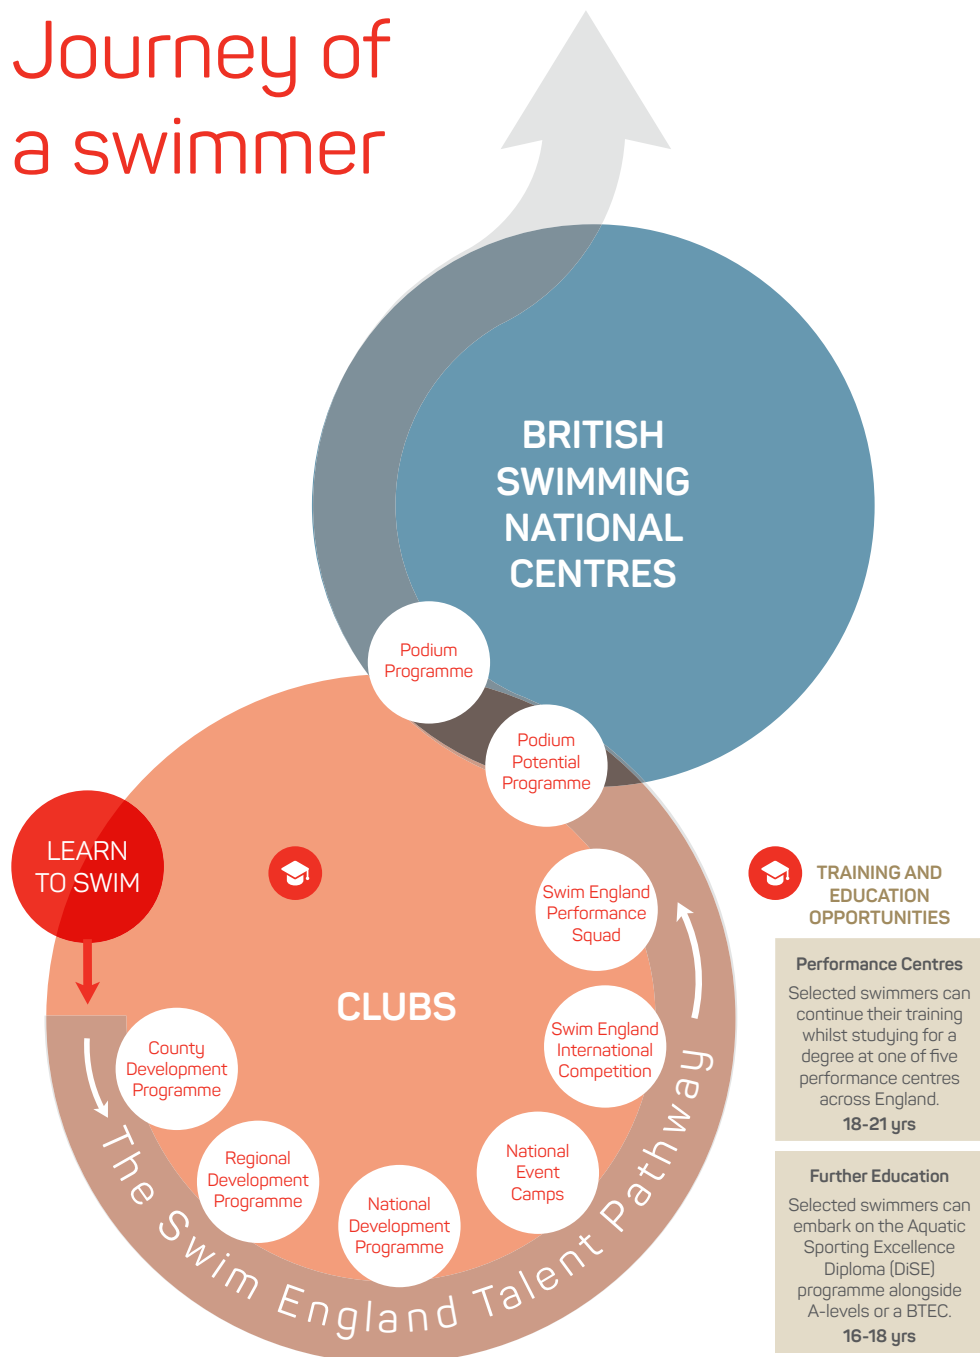 Journey of
a swimmer
BRITISH
SWIMMING
NATIONAL
CENTRES
Podium
Programme
Podium
Potential
Programme
LEARN
TO SWIM
CLUBS
Swim England
Performance
Squad
Swim England
International
Competition
National
Event
Camps
National
Development
Programme
Regional
Development
Programme
County
Development
Programme
The Swim England Talent Pathway
TRAINING AND
EDUCATION
OPPORTUNITIES
Performance Centres
Selected swimmers can
continue their training
whilst studying for a
degree at one of five
performance centres
across England.
18-21 yrs
Further Education
Selected swimmers can
embark on the Aquatic
Sporting Excellence
Diploma (DiSE)
programme alongside
A-levels or a BTEC.
16-18 yrs